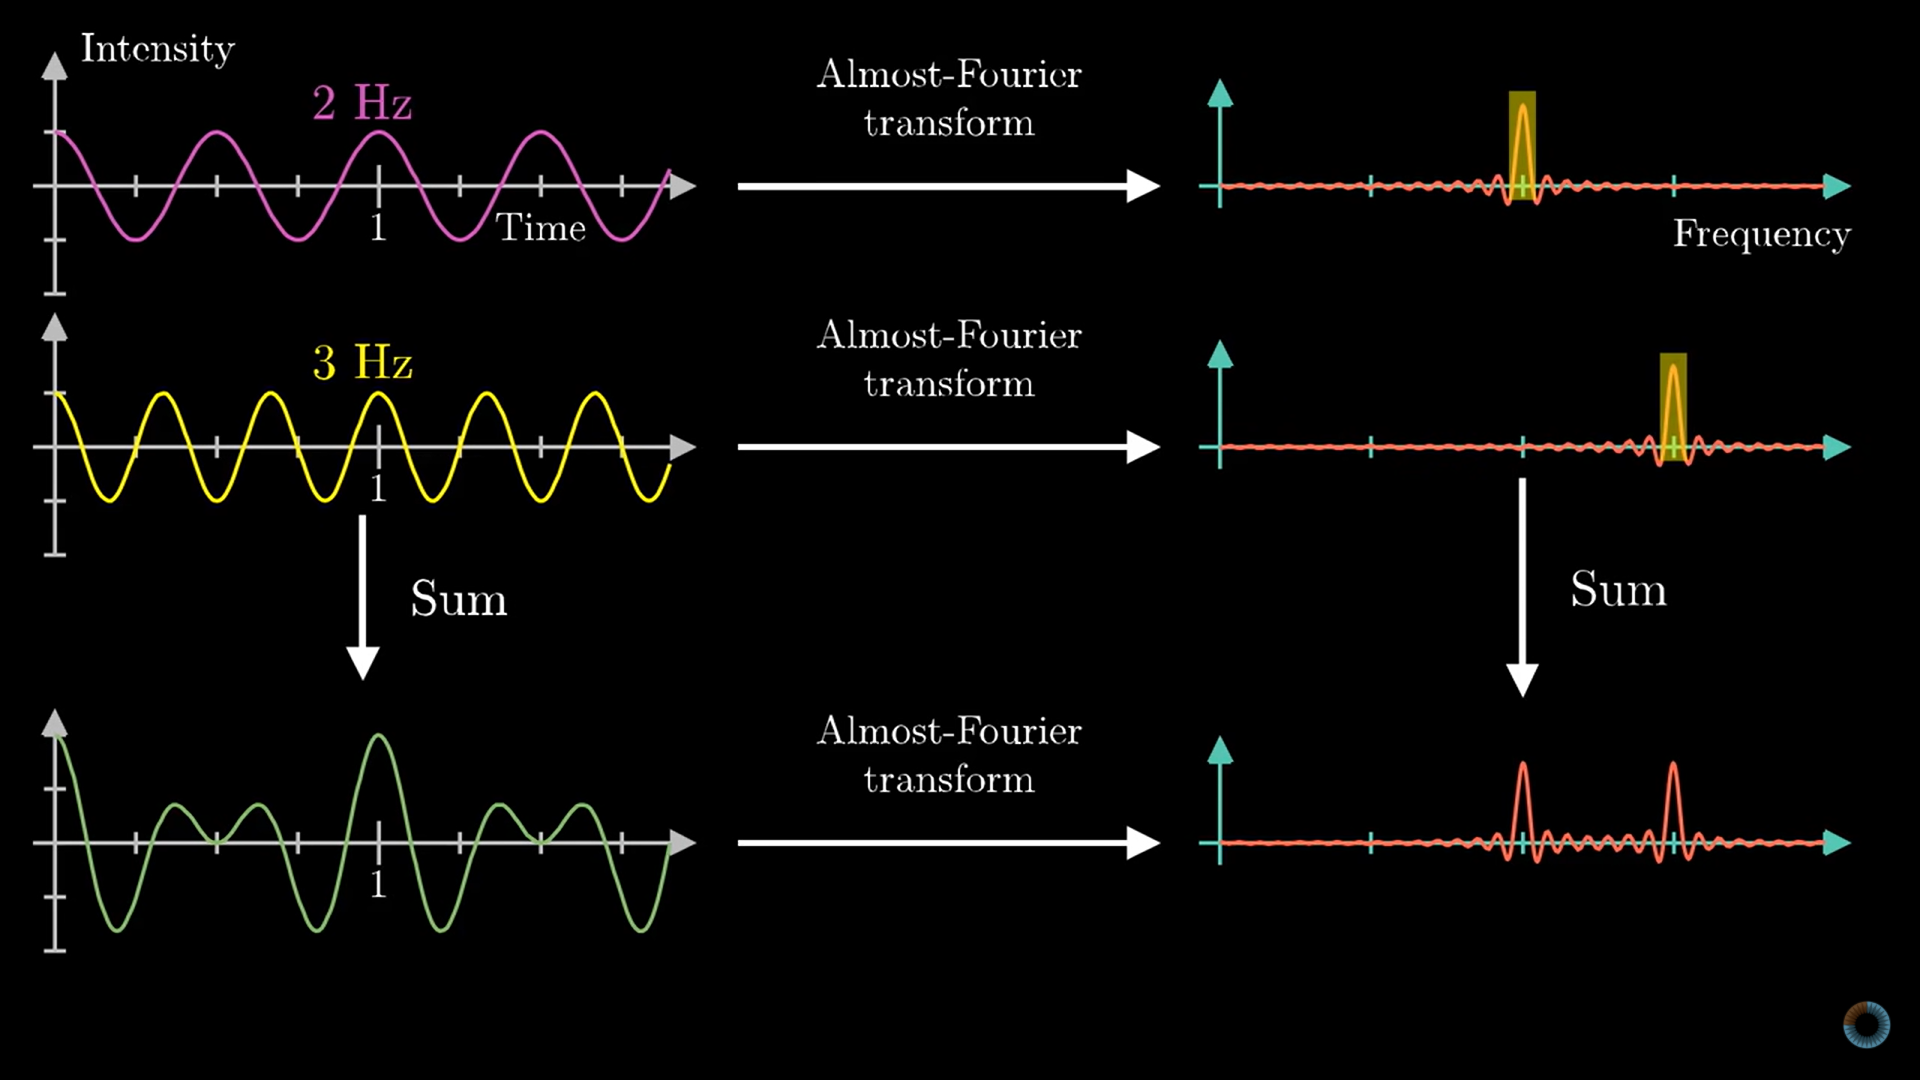 Intensity
2 Hz
1
Time
Almost-Fourier
transform
Frequency
3 Hz
1
Almost-Fourier
transform
Sum
Sum
1
Almost-Fourier
transform